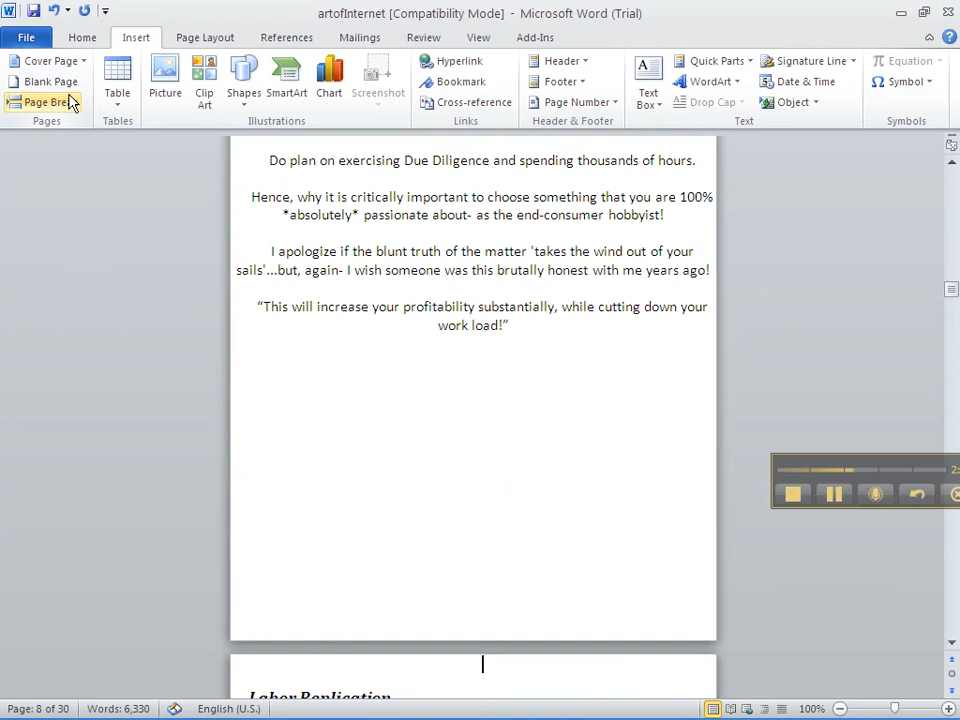 artofInternet [Compatibility Mode] - Microsoft Word (Trial)
File Home Insert Page Layout References Mailings Review View Add-Ins
Cover Page
Blank Page
Page Brea
Pages
Table
Tables
Picture
Clip
Art
Shapes
SmartArt
Chart
Screenshot
Illustrations
Hyperlink
Bookmark
Cross-reference
Links
Header
Footer
Page Number
Header & Footer
Text
Box
Quick Parts
WordArt
Drop Cap
Signature Line
Date & Time
Object
Text
Equation
Symbol
Symbols
Do plan on exercising Due Diligence and spending thousands of hours.
Hence, why it is critically important to choose something that you are 100%
*absolutely* passionate about- as the end-consumer hobbyist!
I apologize if the blunt truth of the matter 'takes the wind out of your
sails'...but, again- I wish someone was this brutally honest with me years ago!
“This will increase your profitability substantially, while cutting down your
work load!”
2:
Labor Replication
Page: 8 of 30 Words: 6,330 English (U.S.) 100%